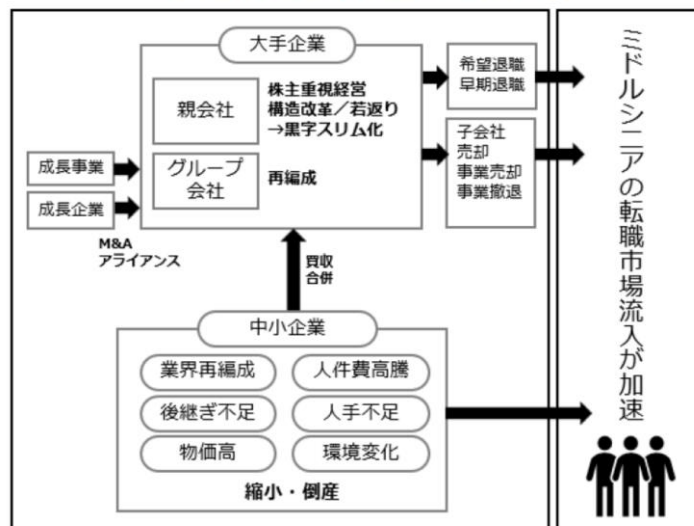 大手企業
親会社
株主重視経営
構造改革／若返り
→黒字スリム化
グループ
会社
再編成
成長事業
成長企業
M&A
アライアンス
希望退職
早期退職
子会社
売却
事業売却
事業撤退
買収
合併
中小企業
業界再編成
人件費高騰
後継ぎ不足
人手不足
物価高
環境変化
縮小・倒産
ミドルシニアの転職市場流入が加速